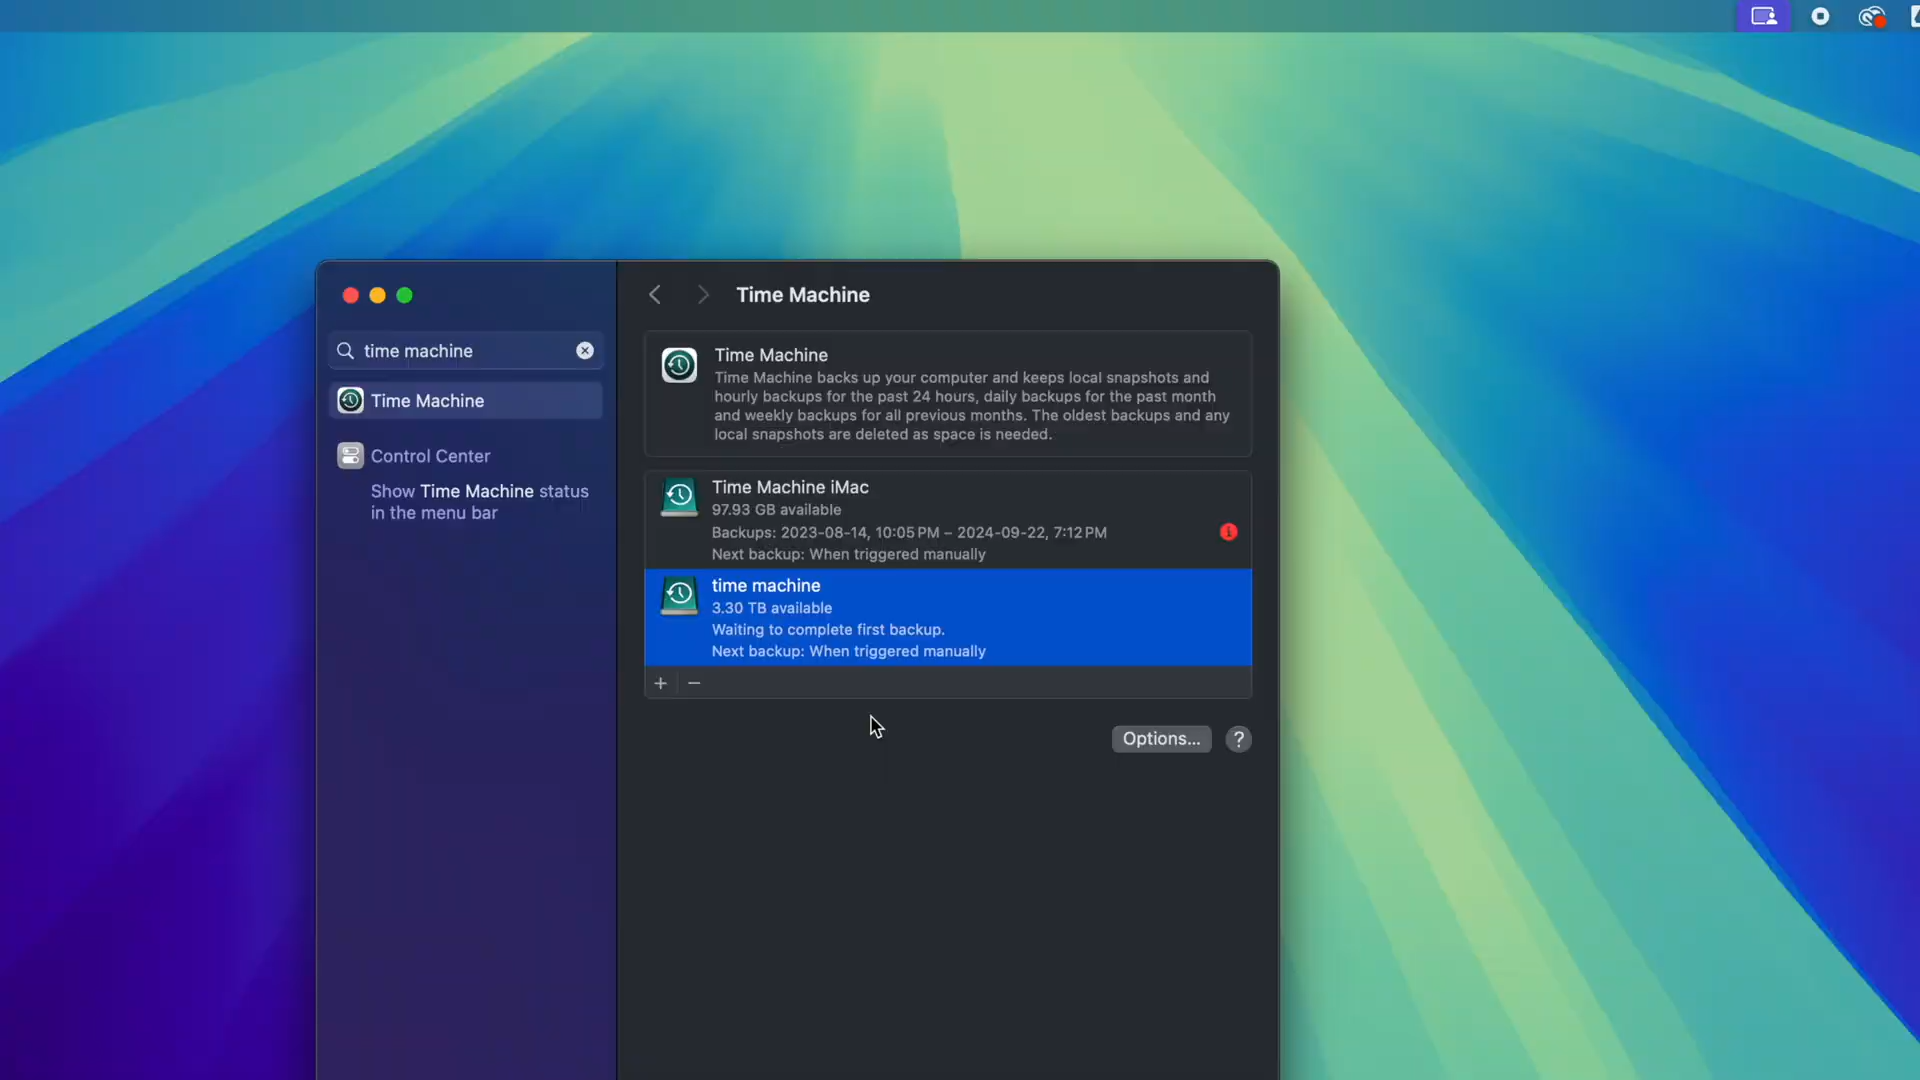 Time Machine
time machine
Time Machine
Control Center
Show Time Machine status
in the menu bar
Time Machine
Time Machine backs up your computer and keeps local snapshots and
hourly backups for the past 24 hours, daily backups for the past month
and weekly backups for all previous months. The oldest backups and any
local snapshots are deleted as space is needed.
Time Machine iMac
97.93 GB available
Backups: 2023-08-14, 10:05 PM – 2024-09-22, 7:12 PM
Next backup: When triggered manually
time machine
3.30 TB available
Waiting to complete first backup.
Next backup: When triggered manually
+ −
Options... ?